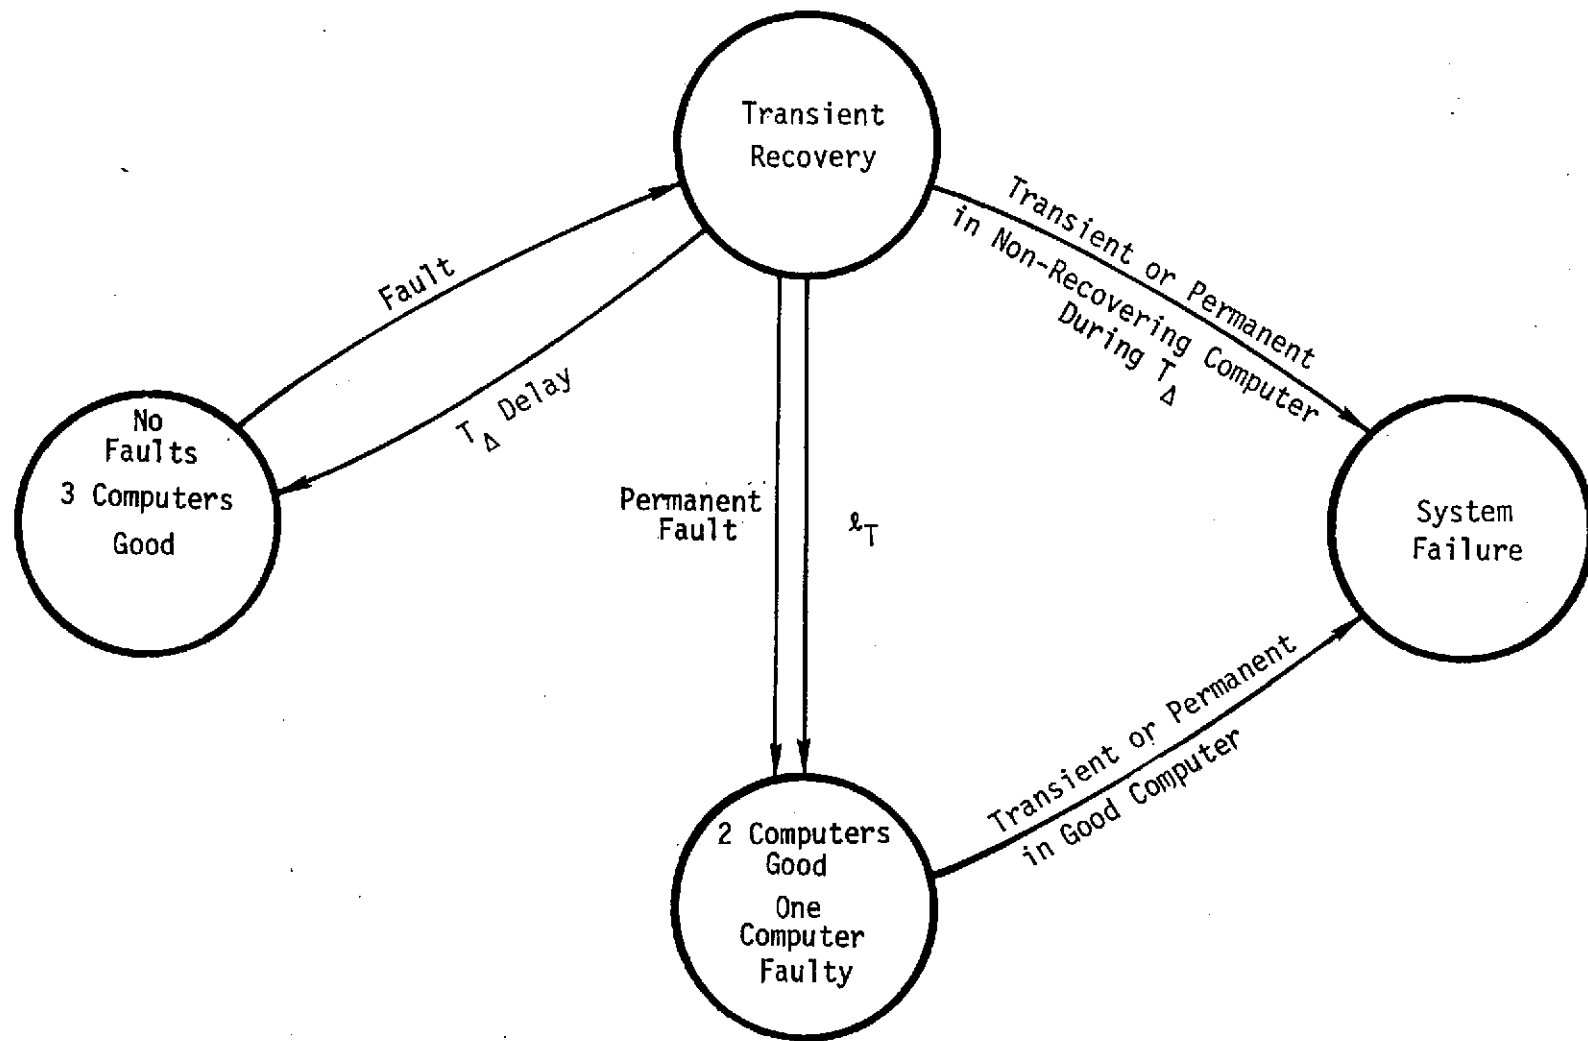 Transient
Recovery
Fault
T_Δ Delay
Transient or Permanent
in Non-Recovering Computer
During T_Δ
No
Faults
3 Computers
Good
Permanent
Fault
ℓ_T
System
Failure
Transient or Permanent
in Good Computer
2 Computers
Good
One
Computer
Faulty